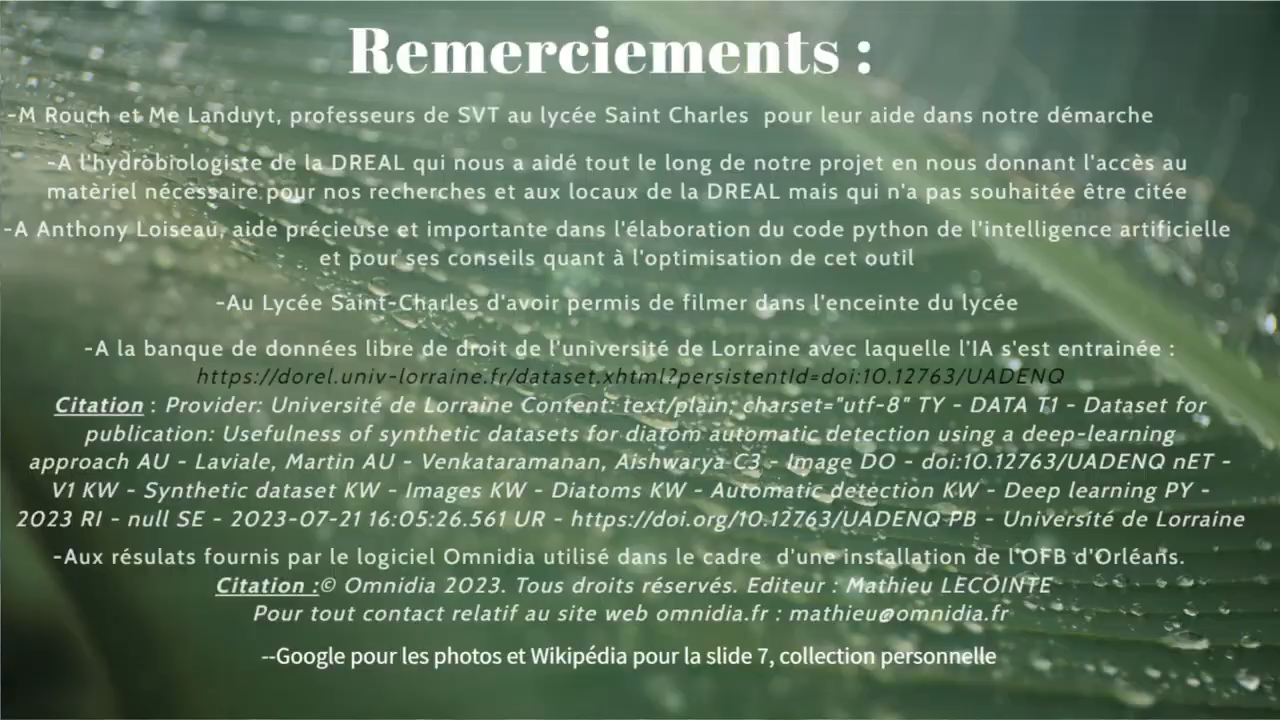 Remerciements :
-M Rouch et Me Landuyt, professeurs de SVT au lycée Saint Charles pour leur aide dans notre démarche
-A l'hydrobiologiste de la DREAL qui nous a aidé tout le long de notre projet en nous donnant l'accès au
matèriel nécessaire pour nos recherches et aux locaux de la DREAL mais qui n'a pas souhaitée être citée
-A Anthony Loiseau, aide précieuse et importante dans l'élaboration du code python de l'intelligence artificielle
et pour ses conseils quant à l'optimisation de cet outil
-Au Lycée Saint-Charles d'avoir permis de filmer dans l'enceinte du lycée
-A la banque de données libre de droit de l'université de Lorraine avec laquelle l'IA s'est entrainée :
https://dorel.univ-lorraine.fr/dataset.xhtml?persistentId=doi:10.12763/UADENQ
Citation : Provider: Université de Lorraine Content: text/plain; charset="utf-8" TY - DATA T1 - Dataset for
publication: Usefulness of synthetic datasets for diatom automatic detection using a deep-learning
approach AU - Laviale, Martin AU - Venkataramanan, Aishwarya C3 - Image DO - doi:10.12763/UADENQ nET -
V1 KW - Synthetic dataset KW - Images KW - Diatoms KW - Automatic detection KW - Deep learning PY -
2023 RI - null SE - 2023-07-21 16:05:26.561 UR - https://doi.org/10.12763/UADENQ PB - Université de Lorraine
-Aux résulats fournis par le logiciel Omnidia utilisé dans le cadre d'une installation de l'OFB d'Orléans.
Citation :© Omnidia 2023. Tous droits réservés. Editeur : Mathieu LECOINTE
Pour tout contact relatif au site web omnidia.fr : mathieu@omnidia.fr
--Google pour les photos et Wikipédia pour la slide 7, collection personnelle